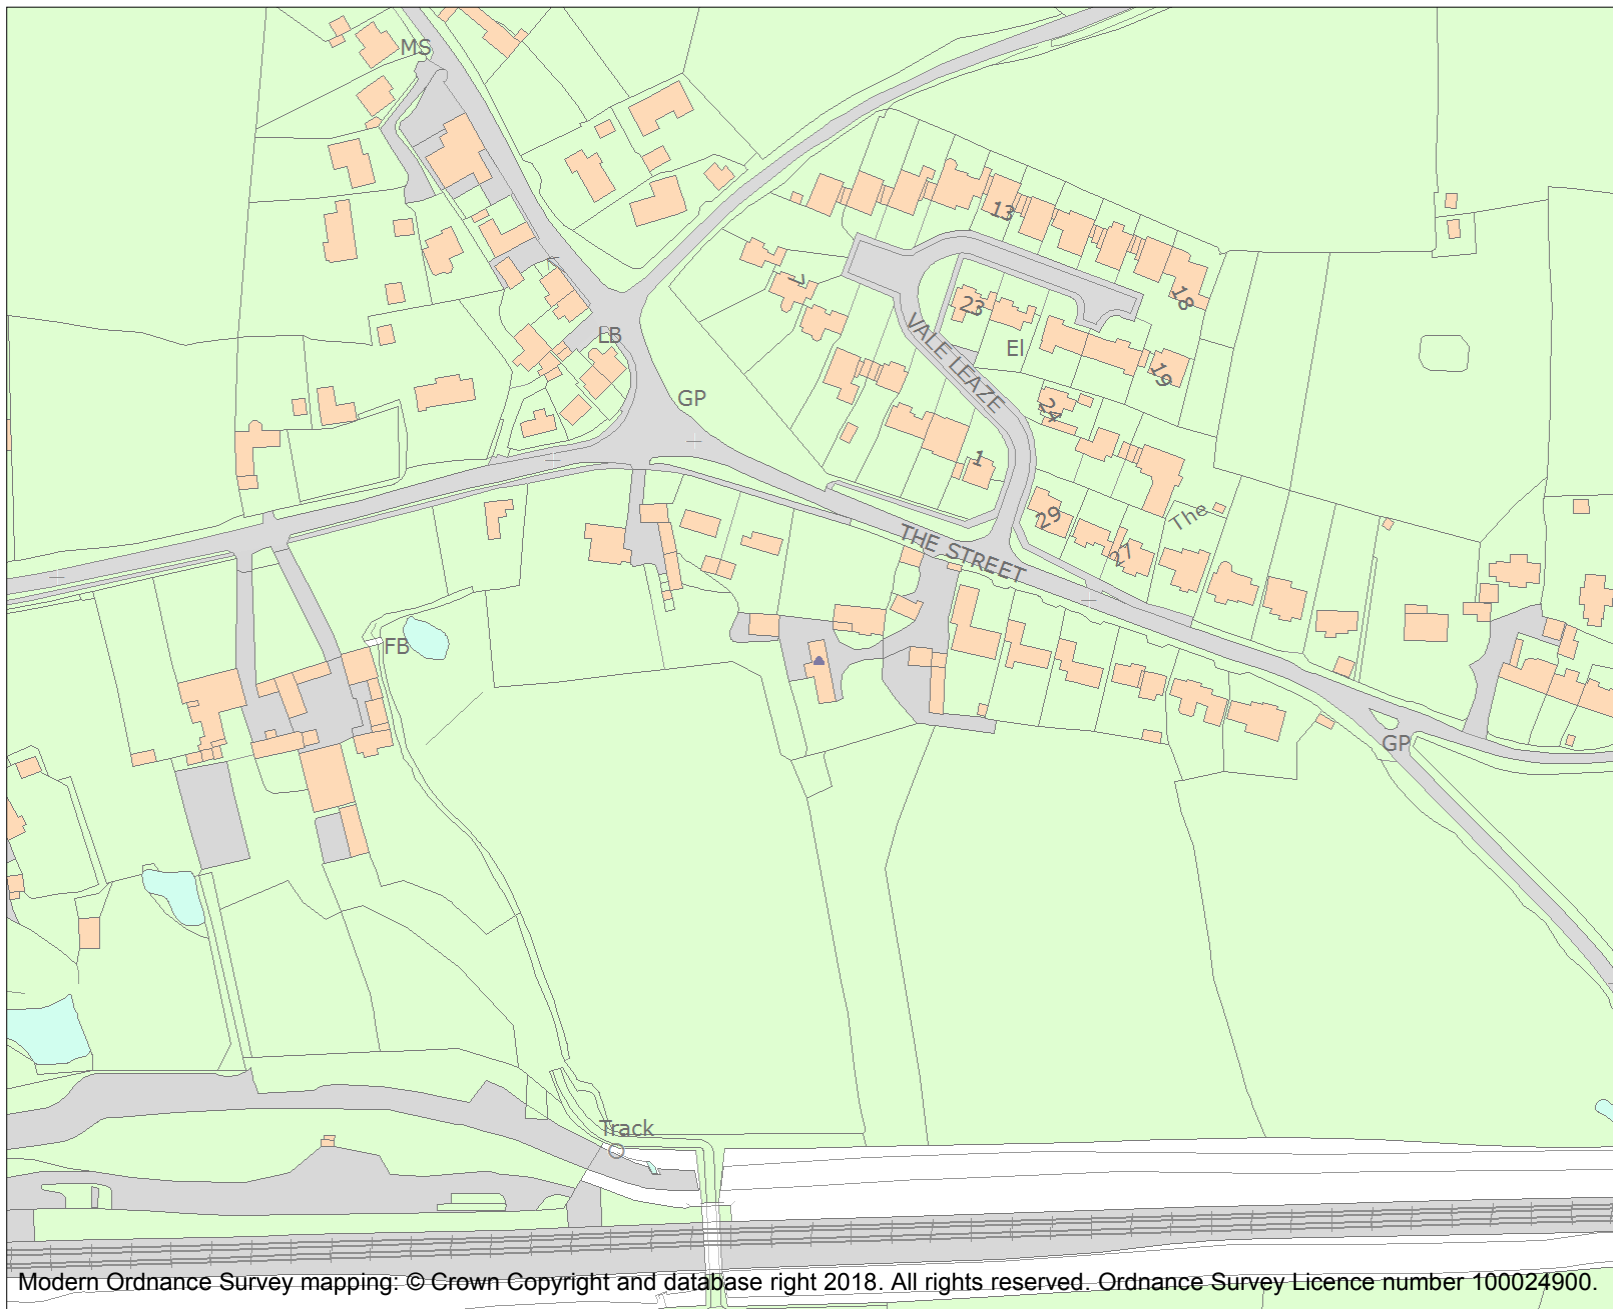 MS
13
7
23
18
LB
El
VALE LEAZE
19
GP
24
1
The
29
THE STREET
27
FB
GP
Track
Modern Ordnance Survey mapping: © Crown Copyright and database right 2018. All rights reserved. Ordnance Survey Licence number 100024900.